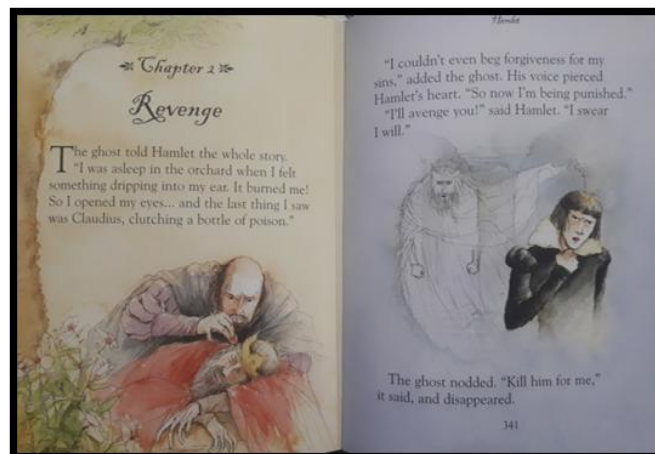 Chapter 2
Revenge
The ghost told Hamlet the whole story.
"I was asleep in the orchard when I felt
something dripping into my ear. It burned me!
So I opened my eyes... and the last thing I saw
was Claudius, clutching a bottle of poison."
Hamlet
"I couldn't even beg forgiveness for my
sins," added the ghost. His voice pierced
Hamlet's heart. "So now I'm being punished."
"I'll avenge you!" said Hamlet. "I swear
I will."
The ghost nodded. "Kill him for me,"
it said, and disappeared.
341